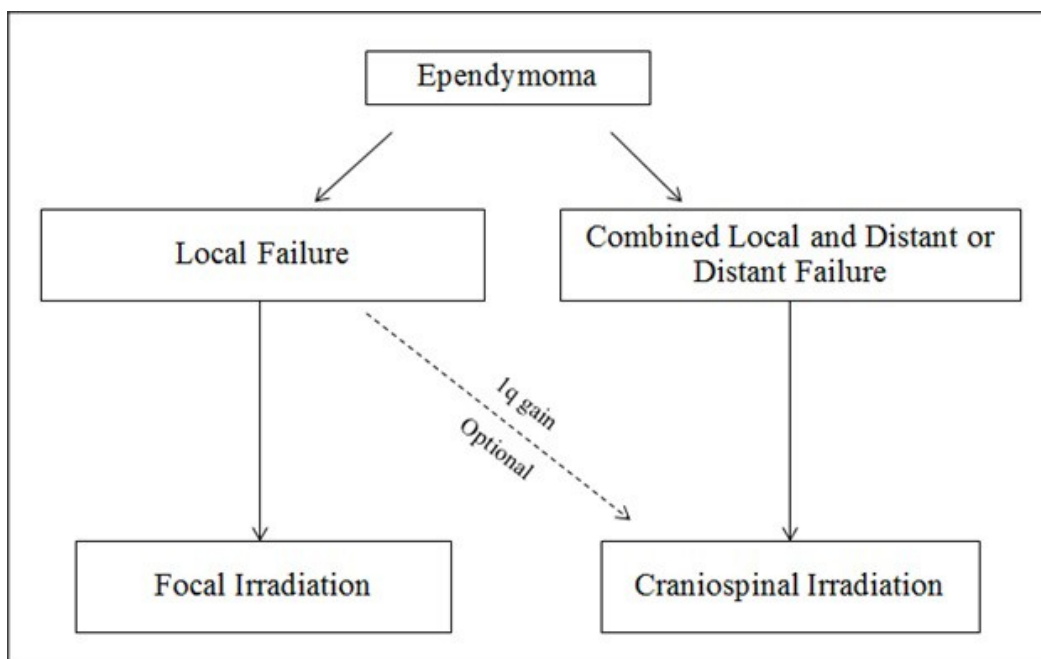 Ependymoma
Local Failure
Combined Local and Distant or
Distant Failure
1q gain
Optional
Focal Irradiation
Craniospinal Irradiation